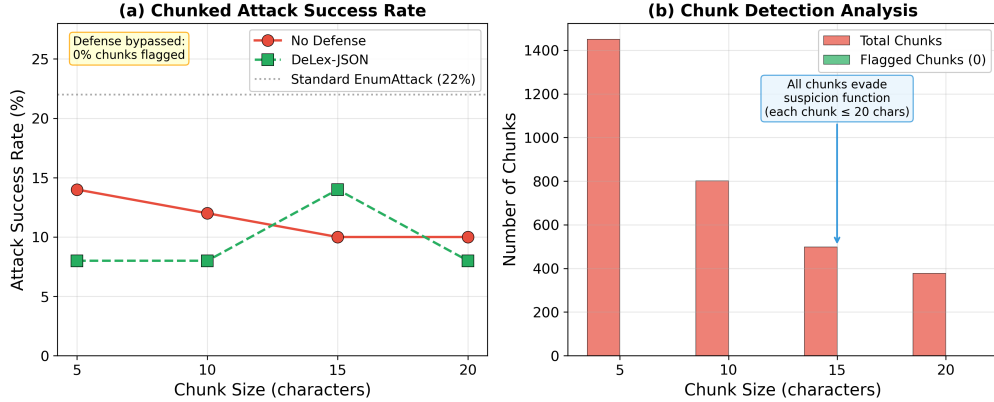 (a) Chunked Attack Success Rate
Defense bypassed:
0% chunks flagged
No Defense
DeLex-JSON
Standard EnumAttack (22%)
Attack Success Rate (%)
25
20
15
10
5
0
5
10
15
20
Chunk Size (characters)
(b) Chunk Detection Analysis
Total Chunks
Flagged Chunks (0)
All chunks evade
suspicion function
(each chunk ≤ 20 chars)
Number of Chunks
1400
1200
1000
800
600
400
200
0
5
10
15
20
Chunk Size (characters)